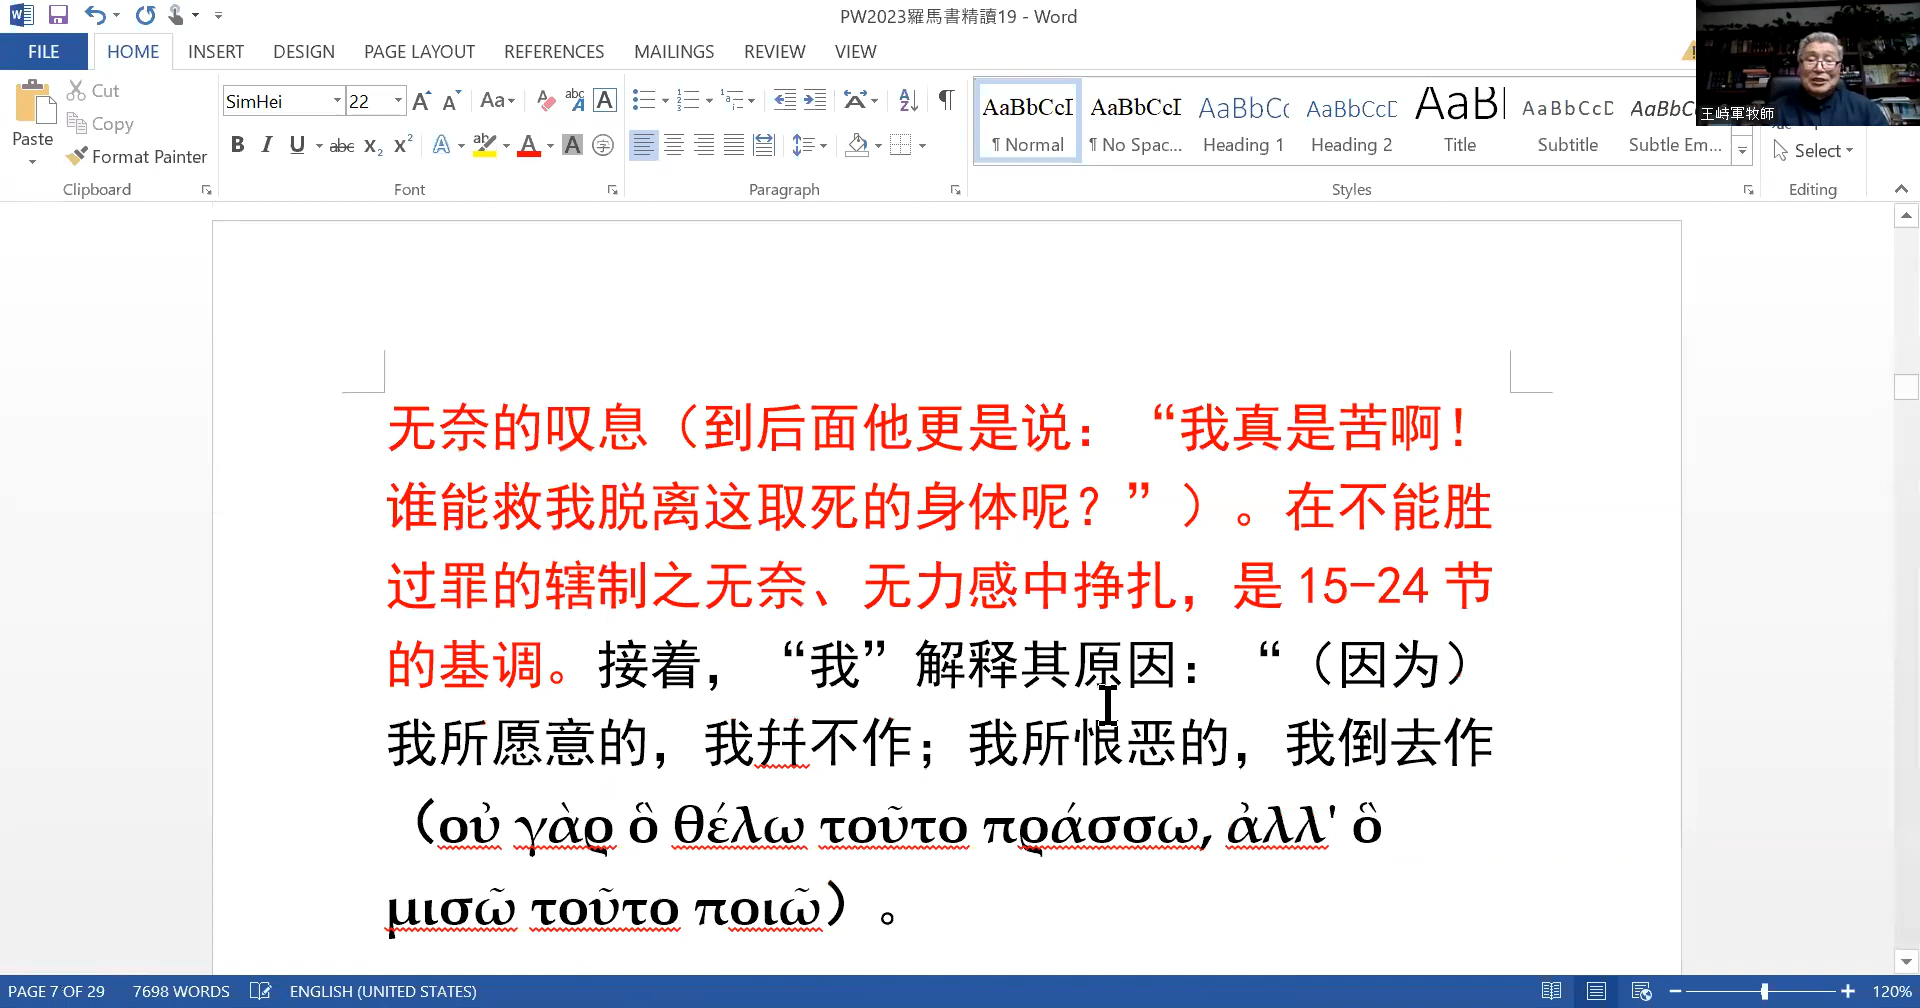 PW2023羅馬書精讀19 - Word
FILE HOME INSERT DESIGN PAGE LAYOUT REFERENCES MAILINGS REVIEW VIEW
王峙軍牧師
Paste
Cut
Copy
Format Painter
Clipboard
SimHei 22
Font
Paragraph
AaBbCcI AaBbCcI AaBbCc AaBbCcD AaBl AaBbCcD AaBbCc
¶ Normal ¶ No Spac... Heading 1 Heading 2 Title Subtitle Subtle Em...
Styles
Select
Editing
无奈的叹息（到后面他更是说：“我真是苦啊！
谁能救我脱离这取死的身体呢？”）。在不能胜
过罪的辖制之无奈、无力感中挣扎，是 15-24 节
的基调。接着，“我”解释其原因：“（因为）
我所愿意的，我幷不作；我所恨恶的，我倒去作
（οὐ γὰρ ὃ θέλω τοῦτο πράσσω, ἀλλ' ὃ
μισῶ τοῦτο ποιῶ）。
PAGE 7 OF 29 7698 WORDS ENGLISH (UNITED STATES) 120%